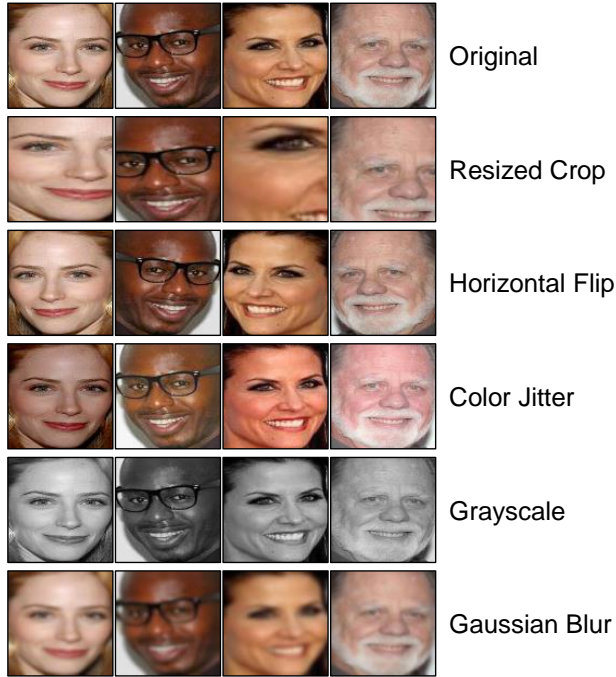 Original
Resized Crop
Horizontal Flip
Color Jitter
Grayscale
Gaussian Blur